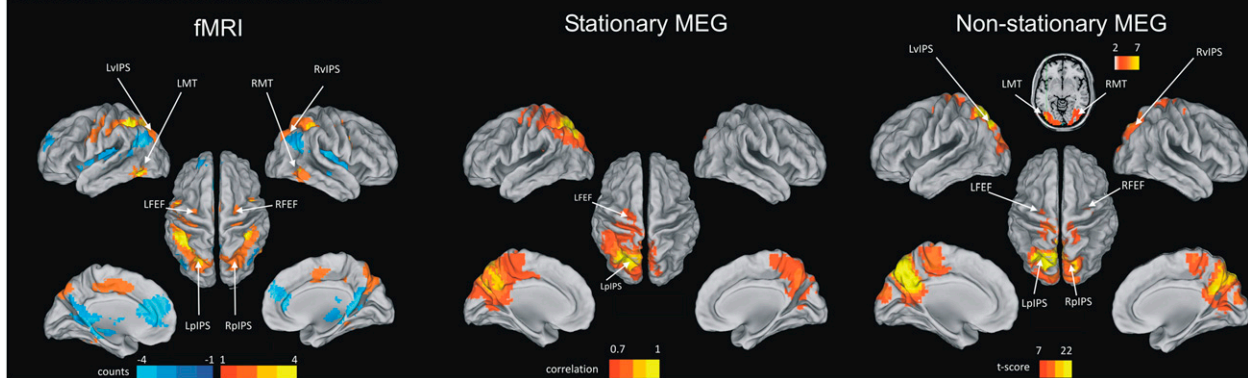 fMRI
Stationary MEG
Non-stationary MEG
LvIPS
LMT
RMT
RvIPS
LFEF
RFEF
LpIPS
RpIPS
-4 -1 1 4
counts
LFEF
LpIPS
0.7 1
correlation
LvIPS
2 7
RvIPS
LMT
RMT
LFEF
RFEF
LpIPS
RpIPS
7 22
t-score